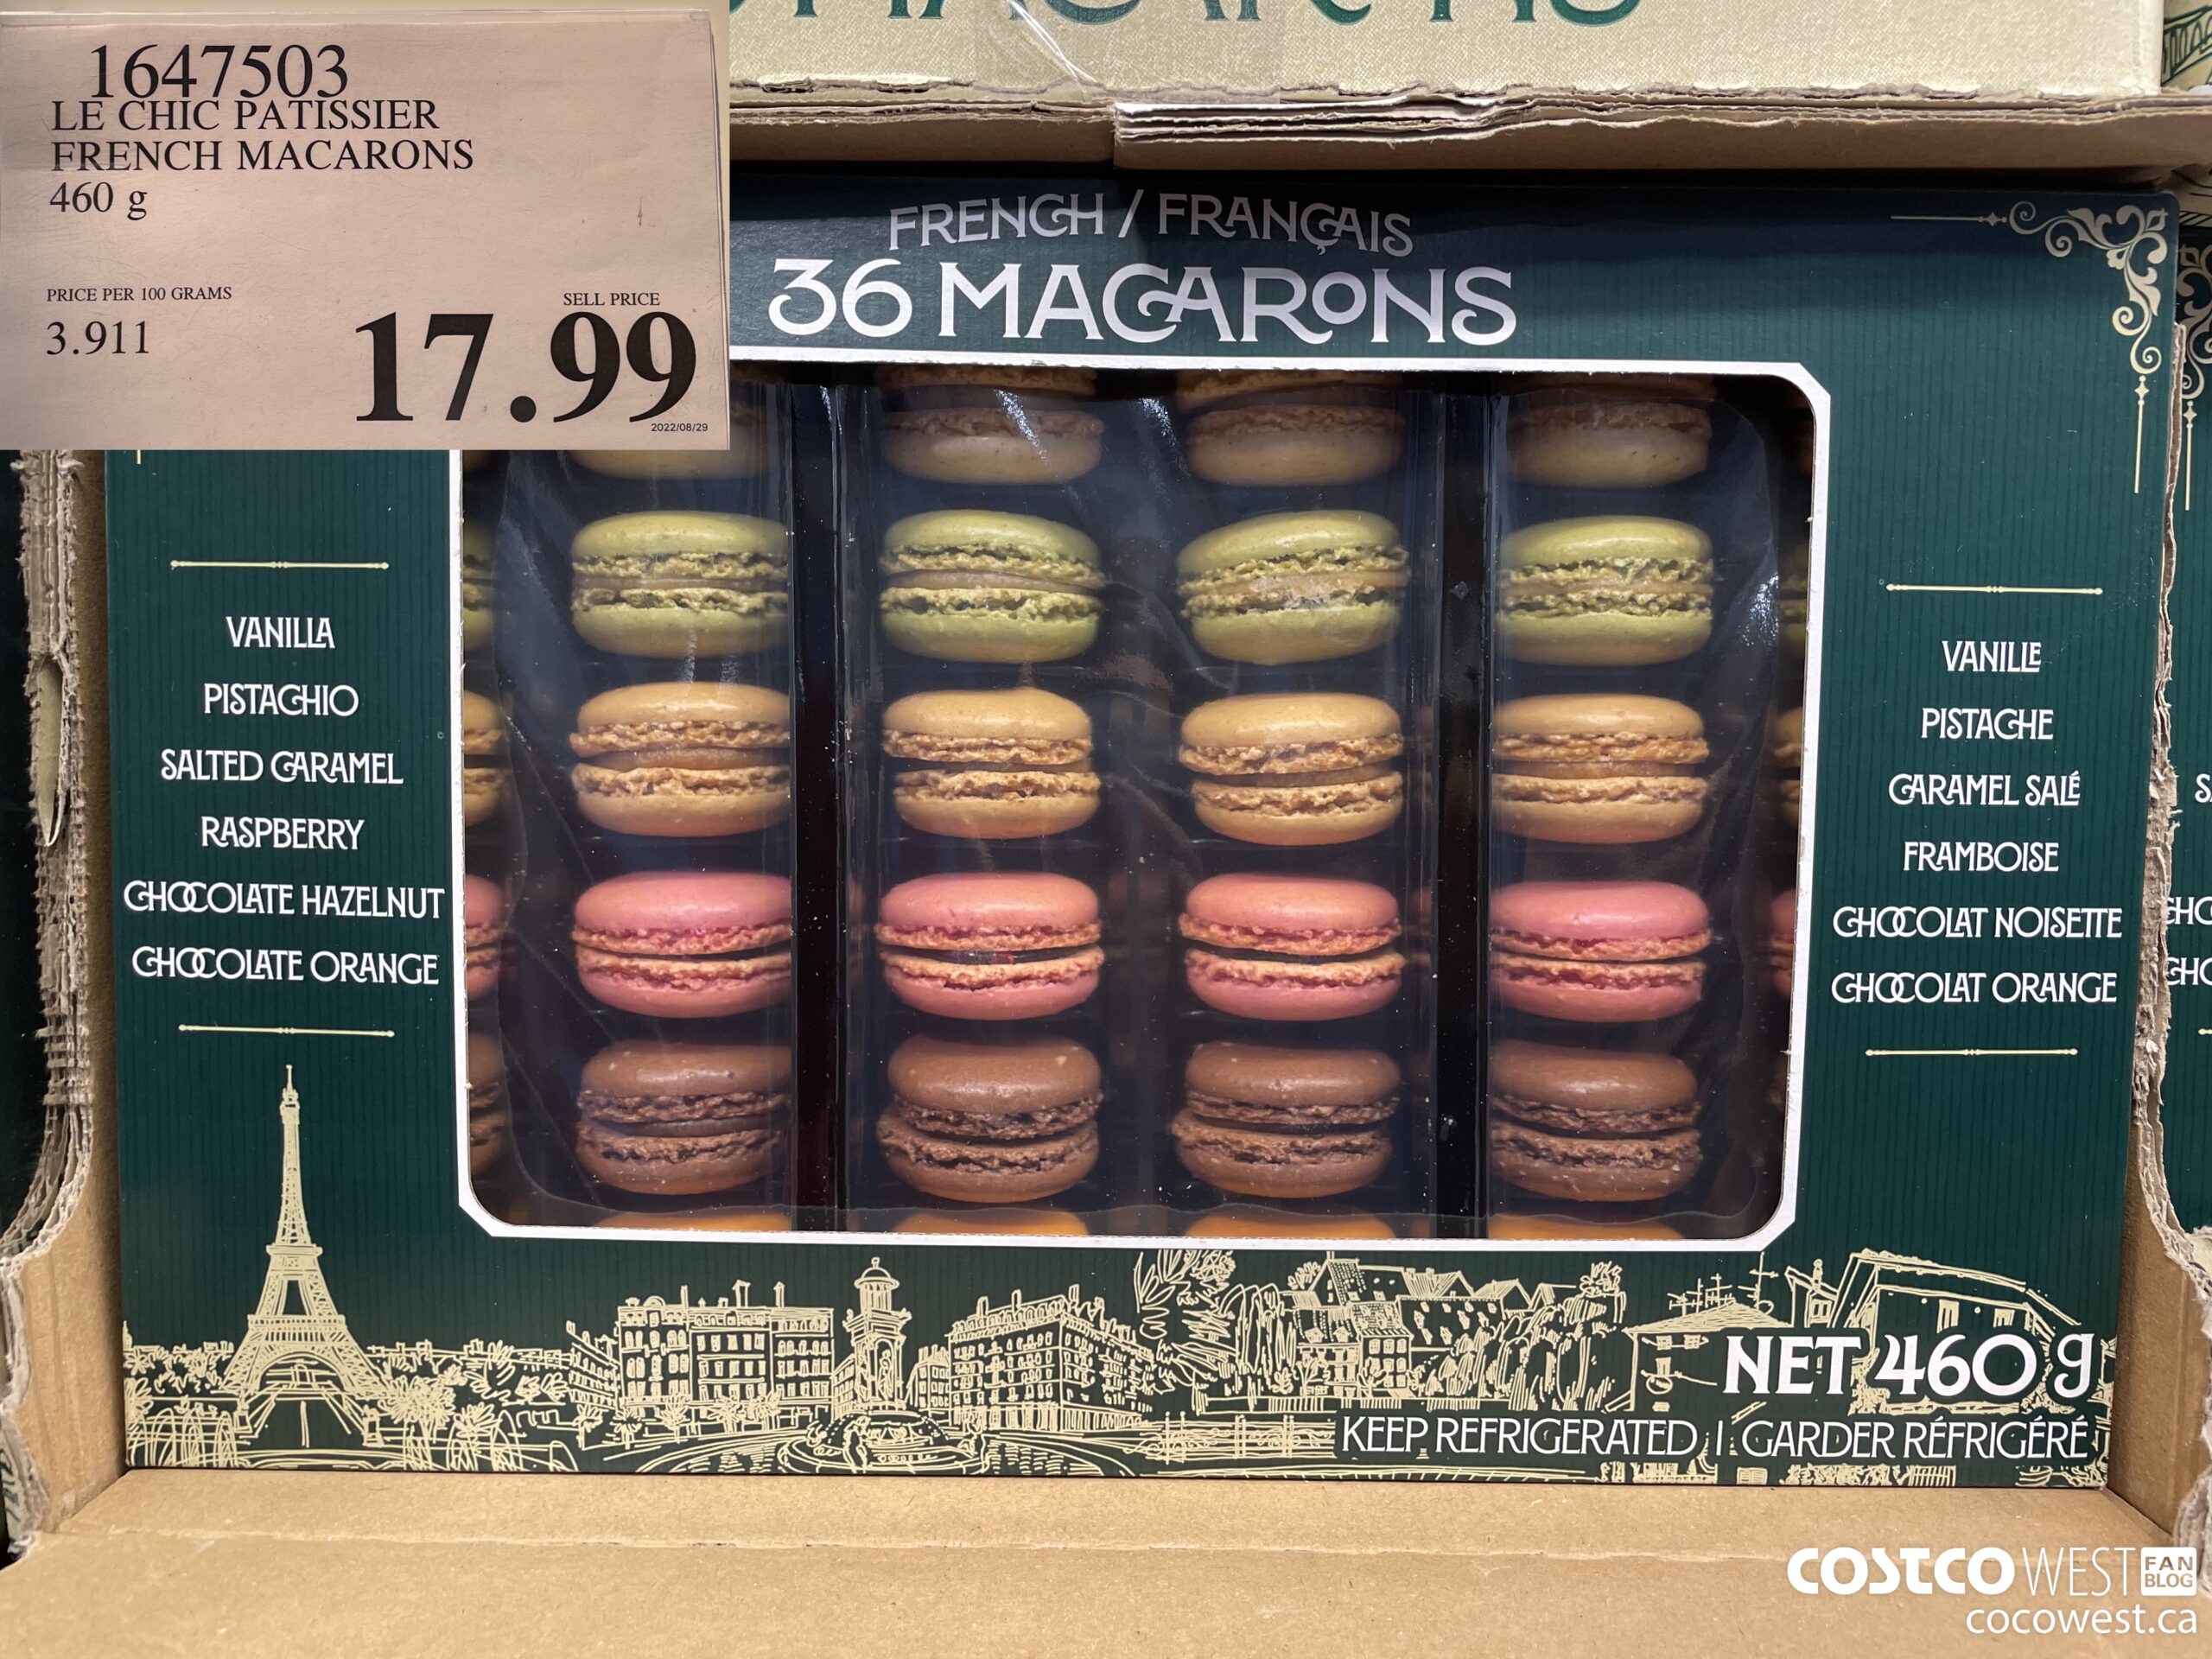 1647503
LE CHIC PATISSIER
FRENCH MACARONS
460 g
PRICE PER 100 GRAMS
3.911
SELL PRICE
17.99
2022/08/29
MACARONS
FRENCH / FRANÇAIS
36 MACARONS
VANILLA
PISTACHIO
SALTED CARAMEL
RASPBERRY
CHOCOLATE HAZELNUT
CHOCOLATE ORANGE
VANILLE
PISTACHE
CARAMEL SALÉ
FRAMBOISE
CHOCOLAT NOISETTE
CHOCOLAT ORANGE
NET 460 g
KEEP REFRIGERATED | GARDER RÉFRIGÉRÉ
COSTCO WEST FAN BLOG
cocowest.ca